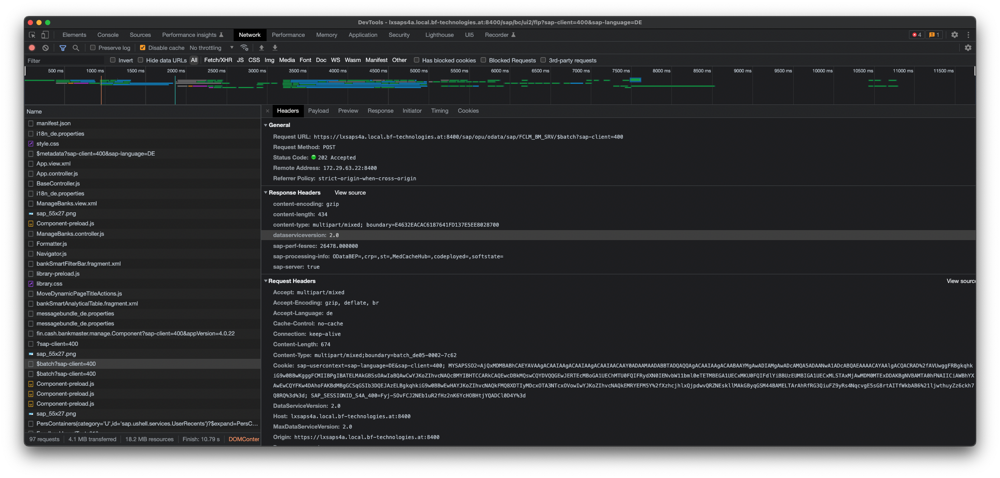 DevTools - lxsaps4a.local.bf-technologies.at:8400/sap/bc/ui2/flp?sap-client=400&sap-language=DE
Elements Console Sources Performance insights Network Performance Memory Application Security Lighthouse UI5 Recorder 4 1
Preserve log Disable cache No throttling
Filter Invert Hide data URLs All Fetch/XHR JS CSS Img Media Font Doc WS Wasm Manifest Other Has blocked cookies Blocked Requests 3rd-party requests
500 ms 1000 ms 1500 ms 2000 ms 2500 ms 3000 ms 3500 ms 4000 ms 4500 ms 5000 ms 5500 ms 6000 ms 6500 ms 7000 ms 7500 ms 8000 ms 8500 ms 9000 ms 9500 ms 10000 ms 10500 ms 11000 ms 11500 ms
Name
manifest.json
i18n_de.properties
style.css
$metadata?sap-client=400&sap-language=DE
App.view.xml
App.controller.js
BaseController.js
i18n_de.properties
ManageBanks.view.xml
sap_55x27.png
Component-preload.js
ManageBanks.controller.js
Formatter.js
Navigator.js
bankSmartFilterBar.fragment.xml
library-preload.js
library.css
MoveDynamicPageTitleActions.js
bankSmartAnalyticalTable.fragment.xml
messagebundle_de.properties
messagebundle_de.properties
fin.cash.bankmaster.manage.Component?sap-client=400&appVersion=4.0.22
?sap-client=400
sap_55x27.png
$batch?sap-client=400
$batch?sap-client=400
Component-preload.js
Component-preload.js
Component-preload.js
sap_55x27.png
PersContainers(category='U',id='sap.ushell.services.UserRecents')?$expand=PersC...
97 requests 4.1 MB transferred 18.2 MB resources Finish: 10.79 s DOMConter
Headers Payload Preview Response Initiator Timing Cookies
General
Request URL: https://lxsaps4a.local.bf-technologies.at:8400/sap/opu/odata/sap/FCLM_BM_SRV/$batch?sap-client=400
Request Method: POST
Status Code: 202 Accepted
Remote Address: 172.29.63.22:8400
Referrer Policy: strict-origin-when-cross-origin
Response Headers View source
content-encoding: gzip
content-length: 434
content-type: multipart/mixed; boundary=E4632EACAC6187641FD137E5EE8028700
dataserviceversion: 2.0
sap-perf-fesrec: 26478.000000
sap-processing-info: ODataBEP=,crp=,st=,MedCacheHub=,codeployed=,softstate=
sap-server: true
Request Headers View source
Accept: multipart/mixed
Accept-Encoding: gzip, deflate, br
Accept-Language: de
Cache-Control: no-cache
Connection: keep-alive
Content-Length: 674
Content-Type: multipart/mixed;boundary=batch_de05-0002-7c62
Cookie: sap-usercontext=sap-language=DE&sap-client=400;
DataServiceVersion: 2.0
Host: lxsaps4a.local.bf-technologies.at:8400
MaxDataServiceVersion: 2.0
Origin: https://lxsaps4a.local.bf-technologies.at:8400